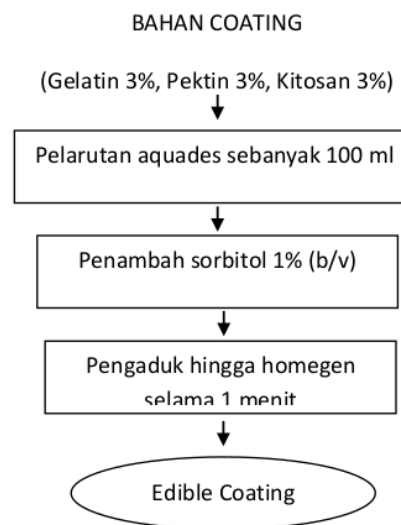 BAHAN COATING
(Gelatin 3%, Pektin 3%, Kitosan 3%)
Pelarutan aquades sebanyak 100 ml
Penambah sorbitol 1% (b/v)
Pengaduk hingga homegen
selama 1 menit
Edible Coating